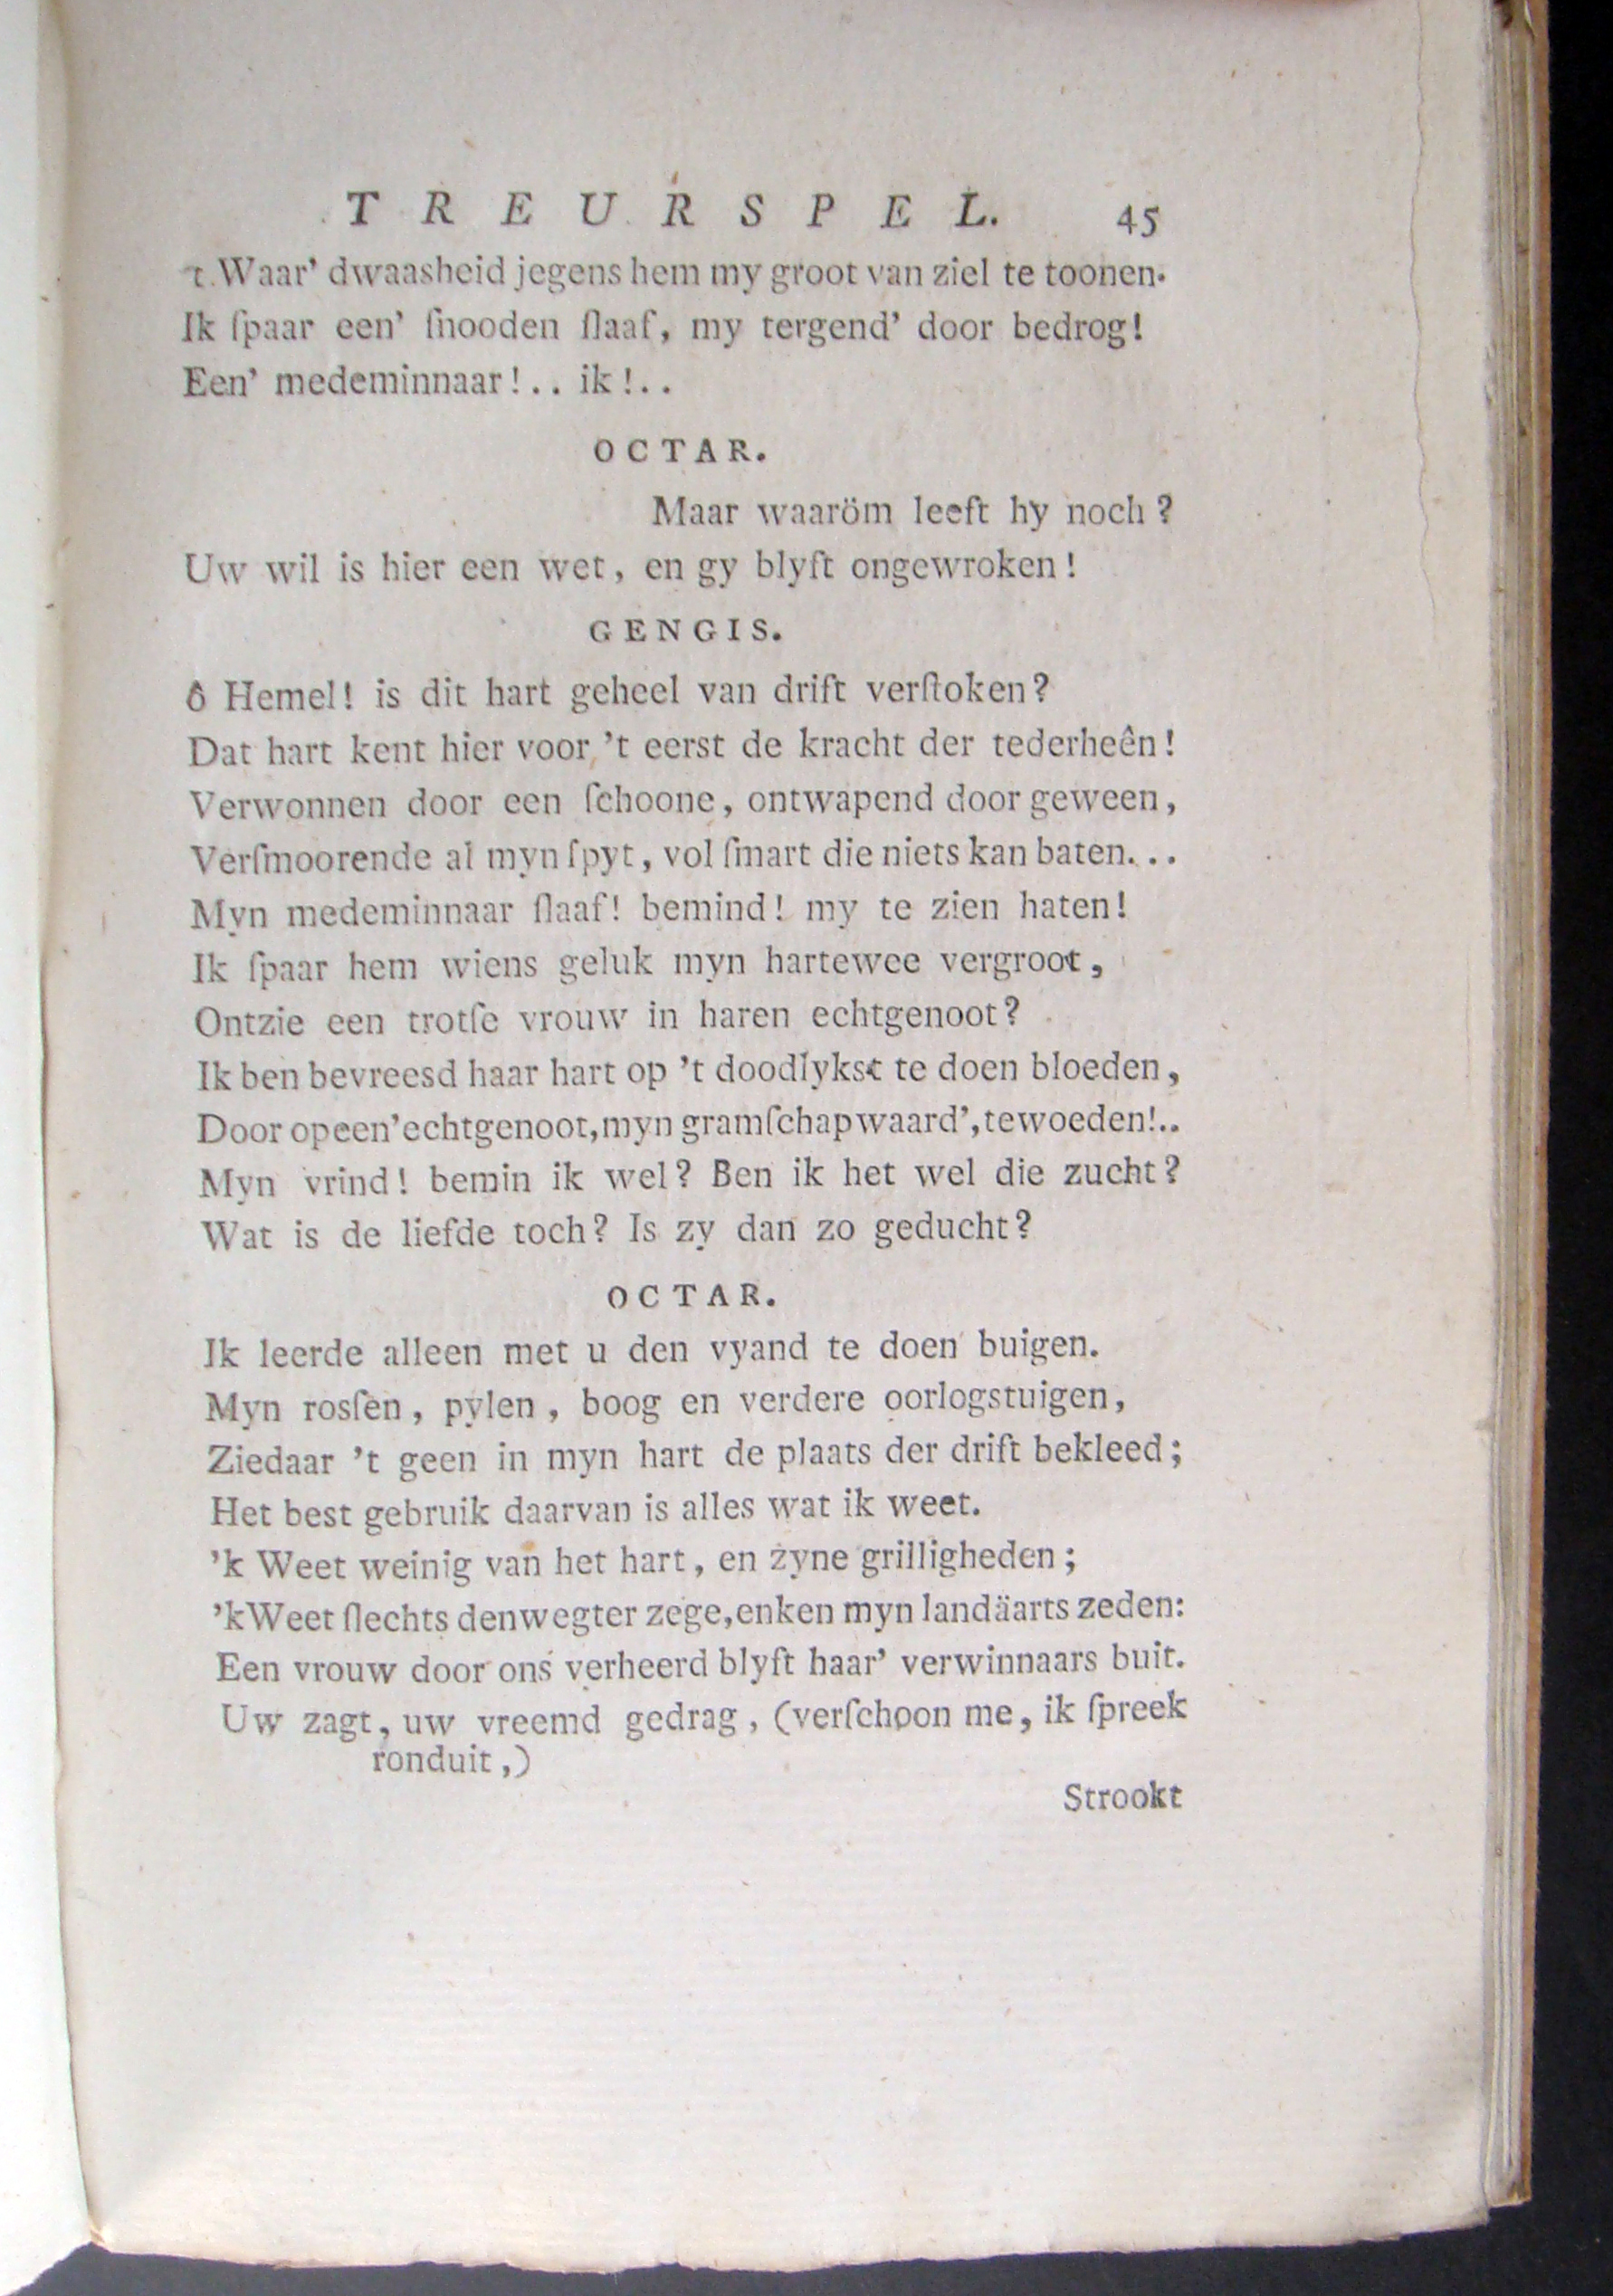 TREURSPEL. 45
't Waar' dwaasheid jegens hem my groot van ziel te toonen.
Ik ſpaar een' ſnooden ſlaaf, my tergend' door bedrog!
Een' medeminnaar!.. ik!..
OCTAR.
Maar waaröm leeft hy noch?
Uw wil is hier een wet, en gy blyft ongewroken!
GENGIS.
ô Hemel! is dit hart geheel van drift verſtoken?
Dat hart kent hier voor 't eerst de kracht der tederheên!
Verwonnen door een ſchoone, ontwapend door geween,
Verſmoorende al myn ſpyt, vol ſmart die niets kan baten...
Myn medeminnaar ſlaaf! bemind! my te zien haten!
Ik ſpaar hem wiens geluk myn hartewee vergroot,
Ontzie een trotſe vrouw in haren echtgenoot?
Ik ben bevreesd haar hart op 't doodlykst te doen bloeden,
Door op een' echtgenoot, myn gramſchap waard', te woeden!..
Myn vrind! bemin ik wel? Ben ik het wel die zucht?
Wat is de liefde toch? Is zy dan zo geducht?
OCTAR.
Ik leerde alleen met u den vyand te doen buigen.
Myn rosſen, pylen, boog en verdere oorlogstuigen,
Ziedaar 't geen in myn hart de plaats der drift bekleed;
Het best gebruik daarvan is alles wat ik weet.
'k Weet weinig van het hart, en zyne grilligheden;
'k Weet ſlechts den weg ter zege, en ken myn landäarts zeden:
Een vrouw door ons verheerd blyft haar' verwinnaars buit.
Uw zagt, uw vreemd gedrag, (verſchoon me, ik ſpreek
ronduit,)
Strookt